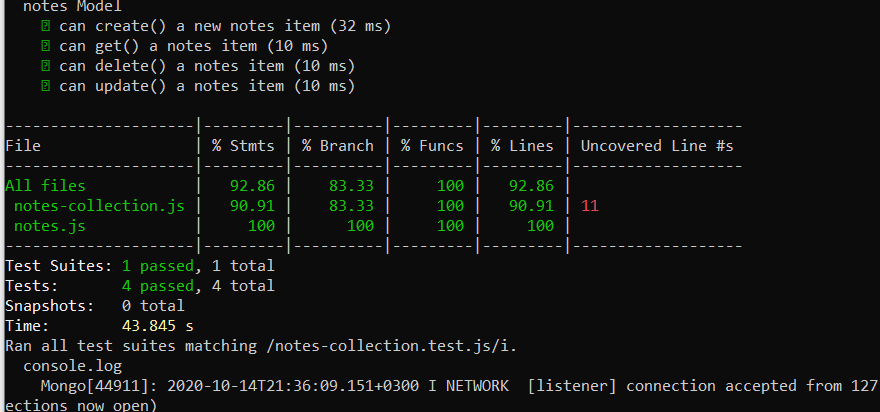 notes Model
can create() a new notes item (32 ms)
can get() a notes item (10 ms)
can delete() a notes item (10 ms)
can update() a notes item (10 ms)
---------------------|---------|----------|---------|---------|-------------------
File                 | % Stmts | % Branch | % Funcs | % Lines | Uncovered Line #s
---------------------|---------|----------|---------|---------|-------------------
All files            |   92.86 |    83.33 |     100 |   92.86 |
 notes-collection.js |   90.91 |    83.33 |     100 |   90.91 | 11
 notes.js            |     100 |      100 |     100 |     100 |
---------------------|---------|----------|---------|---------|-------------------
Test Suites: 1 passed, 1 total
Tests:       4 passed, 4 total
Snapshots:   0 total
Time:        43.845 s
Ran all test suites matching /notes-collection.test.js/i.
  console.log
    Mongo[44911]: 2020-10-14T21:36:09.151+0300 I NETWORK  [listener] connection accepted from 127
ections now open)